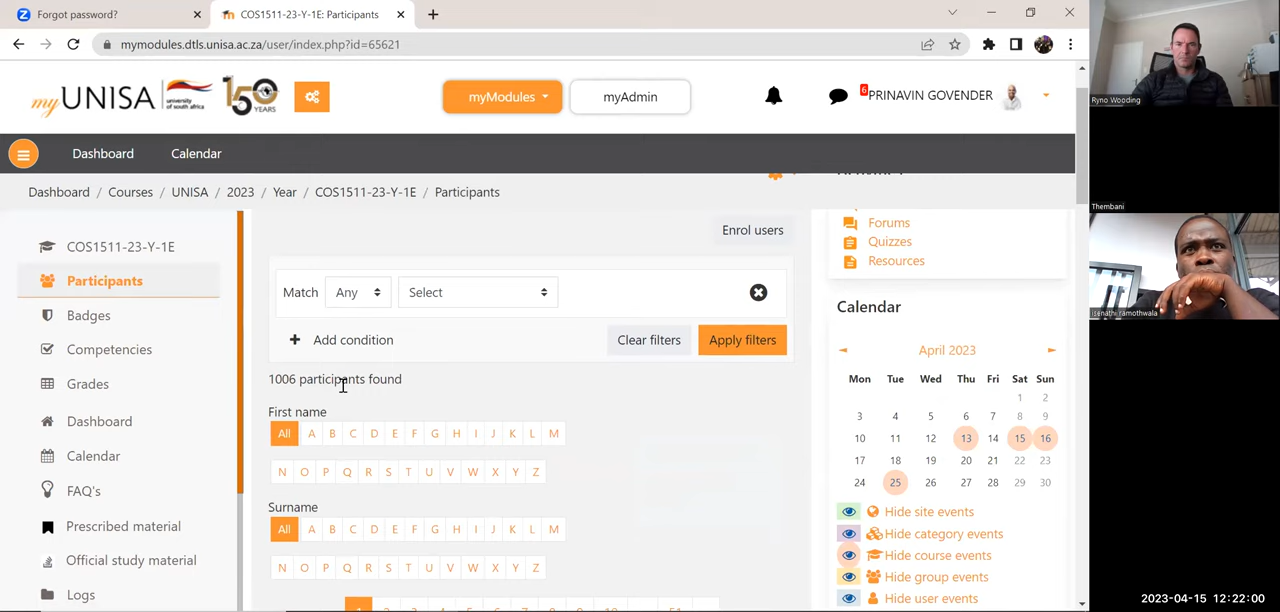 Forgot password?
COS1511-23-Y-1E: Participants
mymodules.dtls.unisa.ac.za/user/index.php?id=65621
myUNISA
university of south africa
150 YEARS
myModules
myAdmin
6
PRINAVIN GOVENDER
Dashboard
Calendar
Dashboard / Courses / UNISA / 2023 / Year / COS1511-23-Y-1E / Participants
COS1511-23-Y-1E
Participants
Badges
Competencies
Grades
Dashboard
Calendar
FAQ's
Prescribed material
Official study material
Logs
Enrol users
Match Any Select
Add condition
Clear filters
Apply filters
1006 participants found
First name
All A B C D E F G H I J K L M
N O P Q R S T U V W X Y Z
Surname
All A B C D E F G H I J K L M
N O P Q R S T U V W X Y Z
Forums
Quizzes
Resources
Calendar
April 2023
Mon Tue Wed Thu Fri Sat Sun
1 2
3 4 5 6 7 8 9
10 11 12 13 14 15 16
17 18 19 20 21 22 23
24 25 26 27 28 29 30
Hide site events
Hide category events
Hide course events
Hide group events
Hide user events
Ryno Wooding
Thembani
2023-04-15 12:22:00